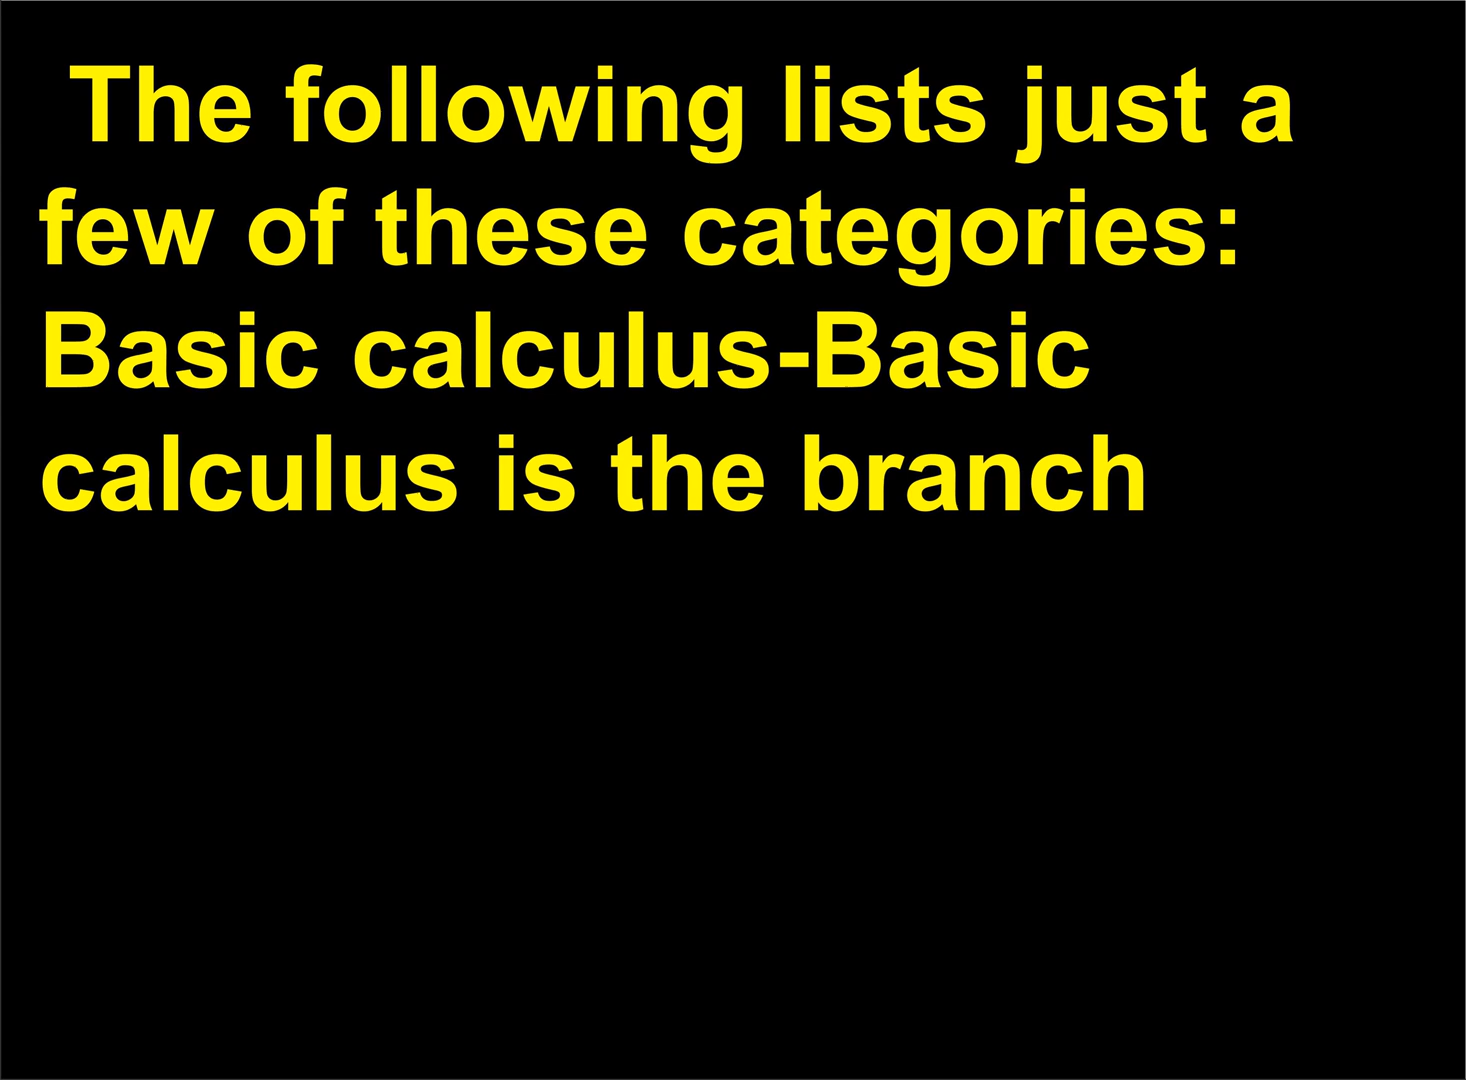 The following lists just a
few of these categories:
Basic calculus-Basic
calculus is the branch